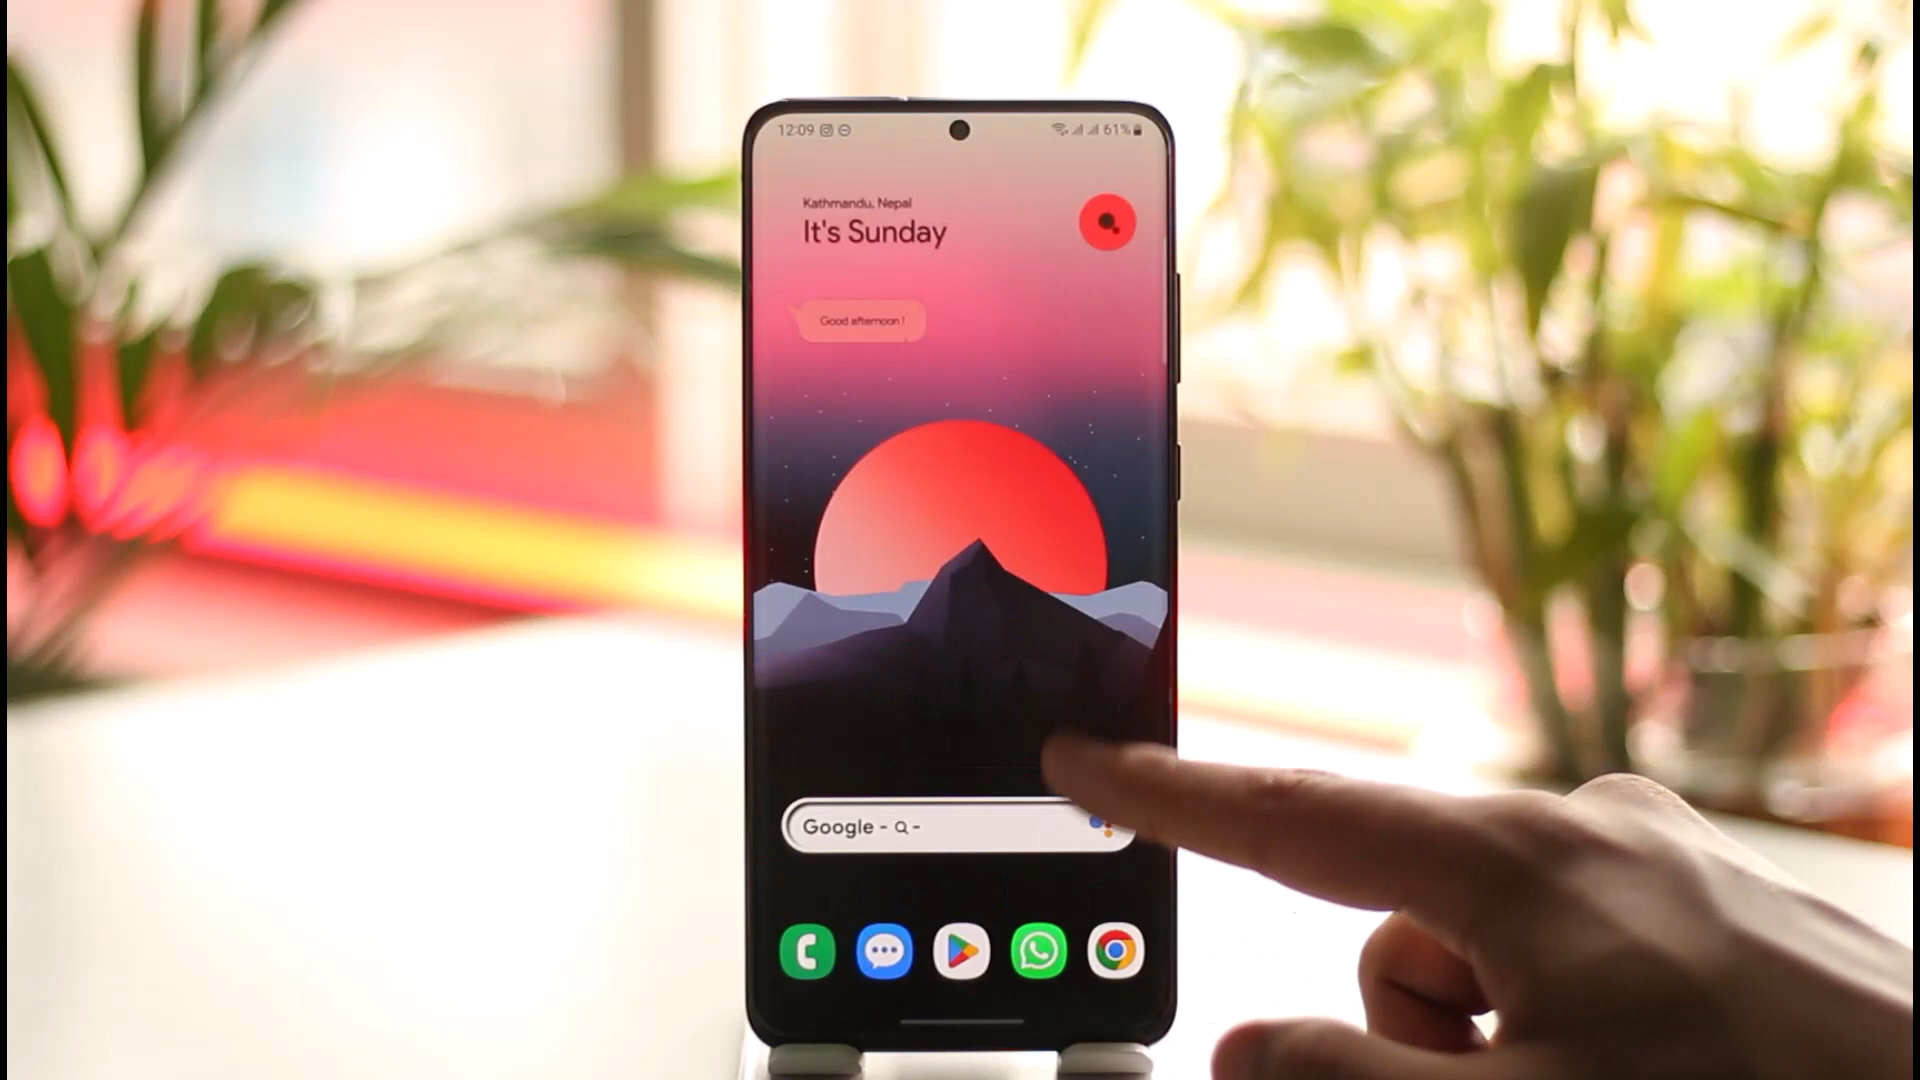 12:09 61%
Kathmandu, Nepal
It's Sunday
Good afternoon !
Google - -